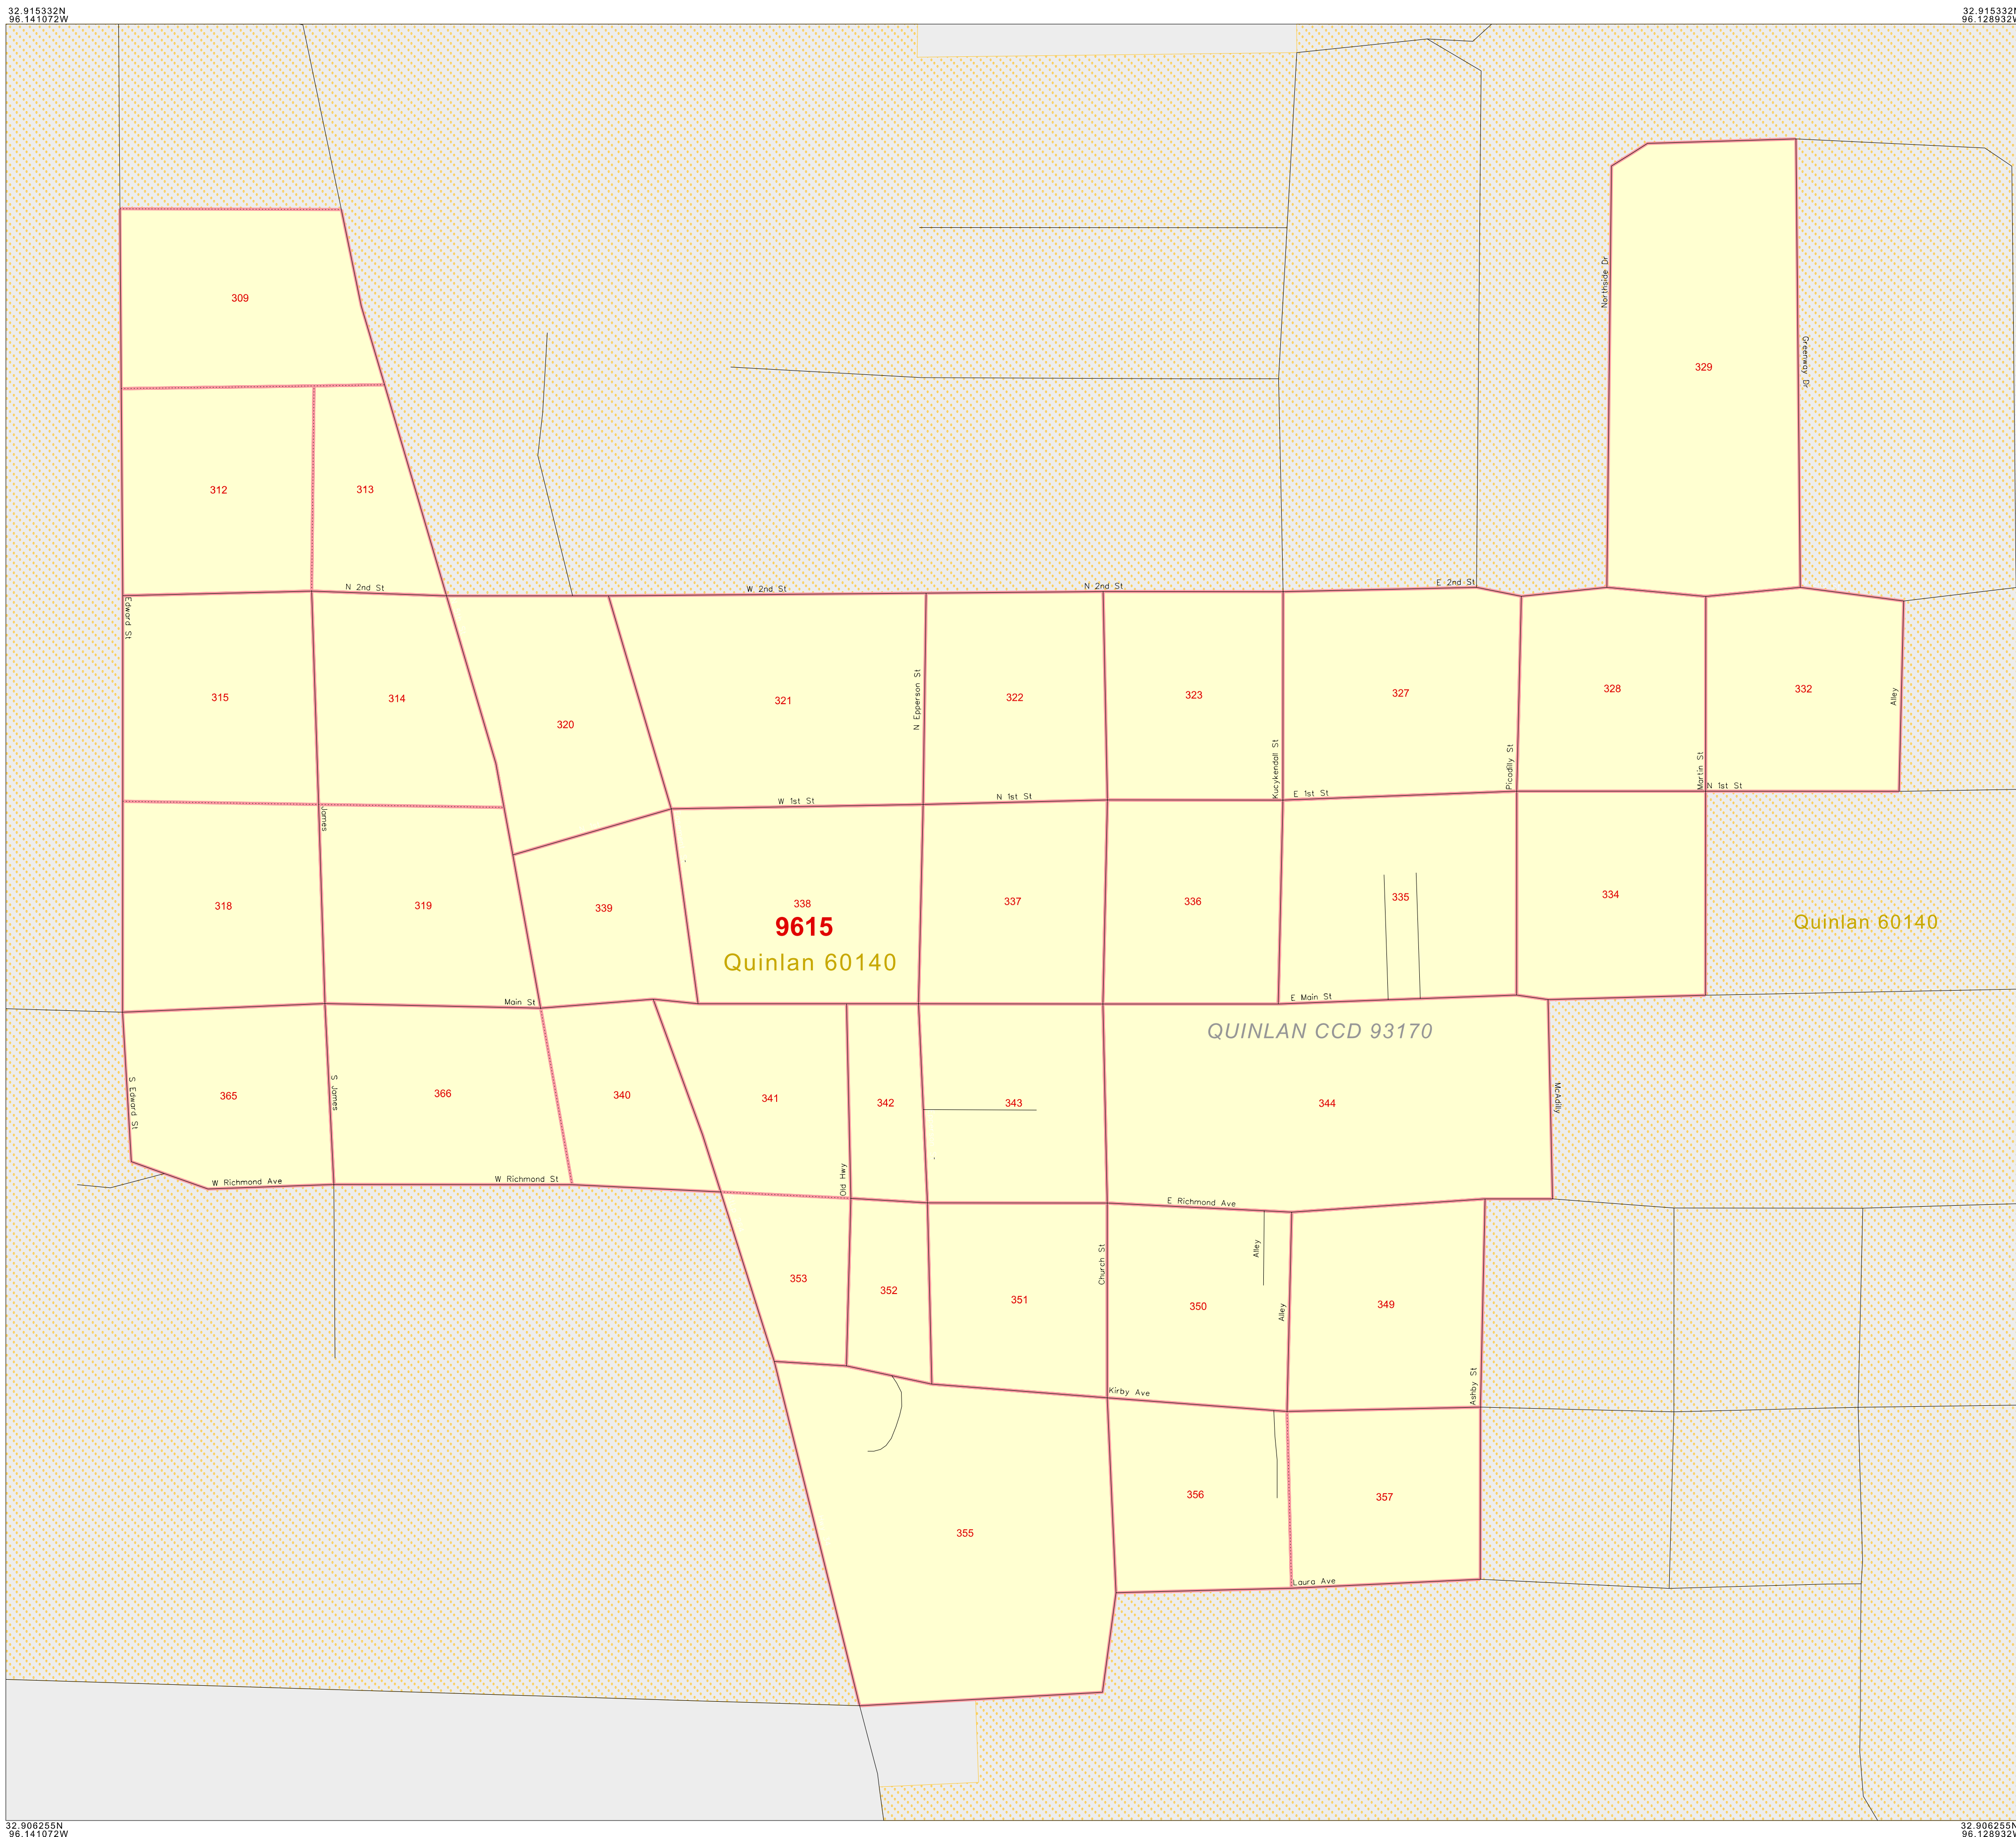 32.915332N
96.141072W
32.915332N
96.128932W
Northside Dr
309
Greenway Dr
329
312
313
N 2nd St
W 2nd St
N 2nd St
E 2nd St
Edward St
315
314
320
321
N Epperson St
322
323
327
328
332
Alley
Kucykendall St
Picadilly St
Martin St
N 1st St
W 1st St
N 1st St
E 1st St
James
318
319
339
338
337
336
335
334
9615
Quinlan 60140
Quinlan 60140
Main St
E Main St
QUINLAN CCD 93170
S Edward St
365
S James
366
340
341
342
343
344
McAdilly
Old Hwy
W Richmond Ave
W Richmond St
E Richmond Ave
Church St
Alley
353
352
351
350
Alley
349
Ashby St
Kirby Ave
356
357
355
Laura Ave
32.906255N
96.141072W
32.906255N
96.128932W